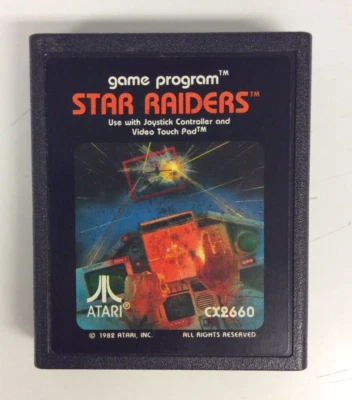 game program™
STAR RAIDERS™
Use with Joystick Controller and
Video Touch Pad™
ATARI®
CX2660
© 1982 ATARI, INC. ALL RIGHTS RESERVED